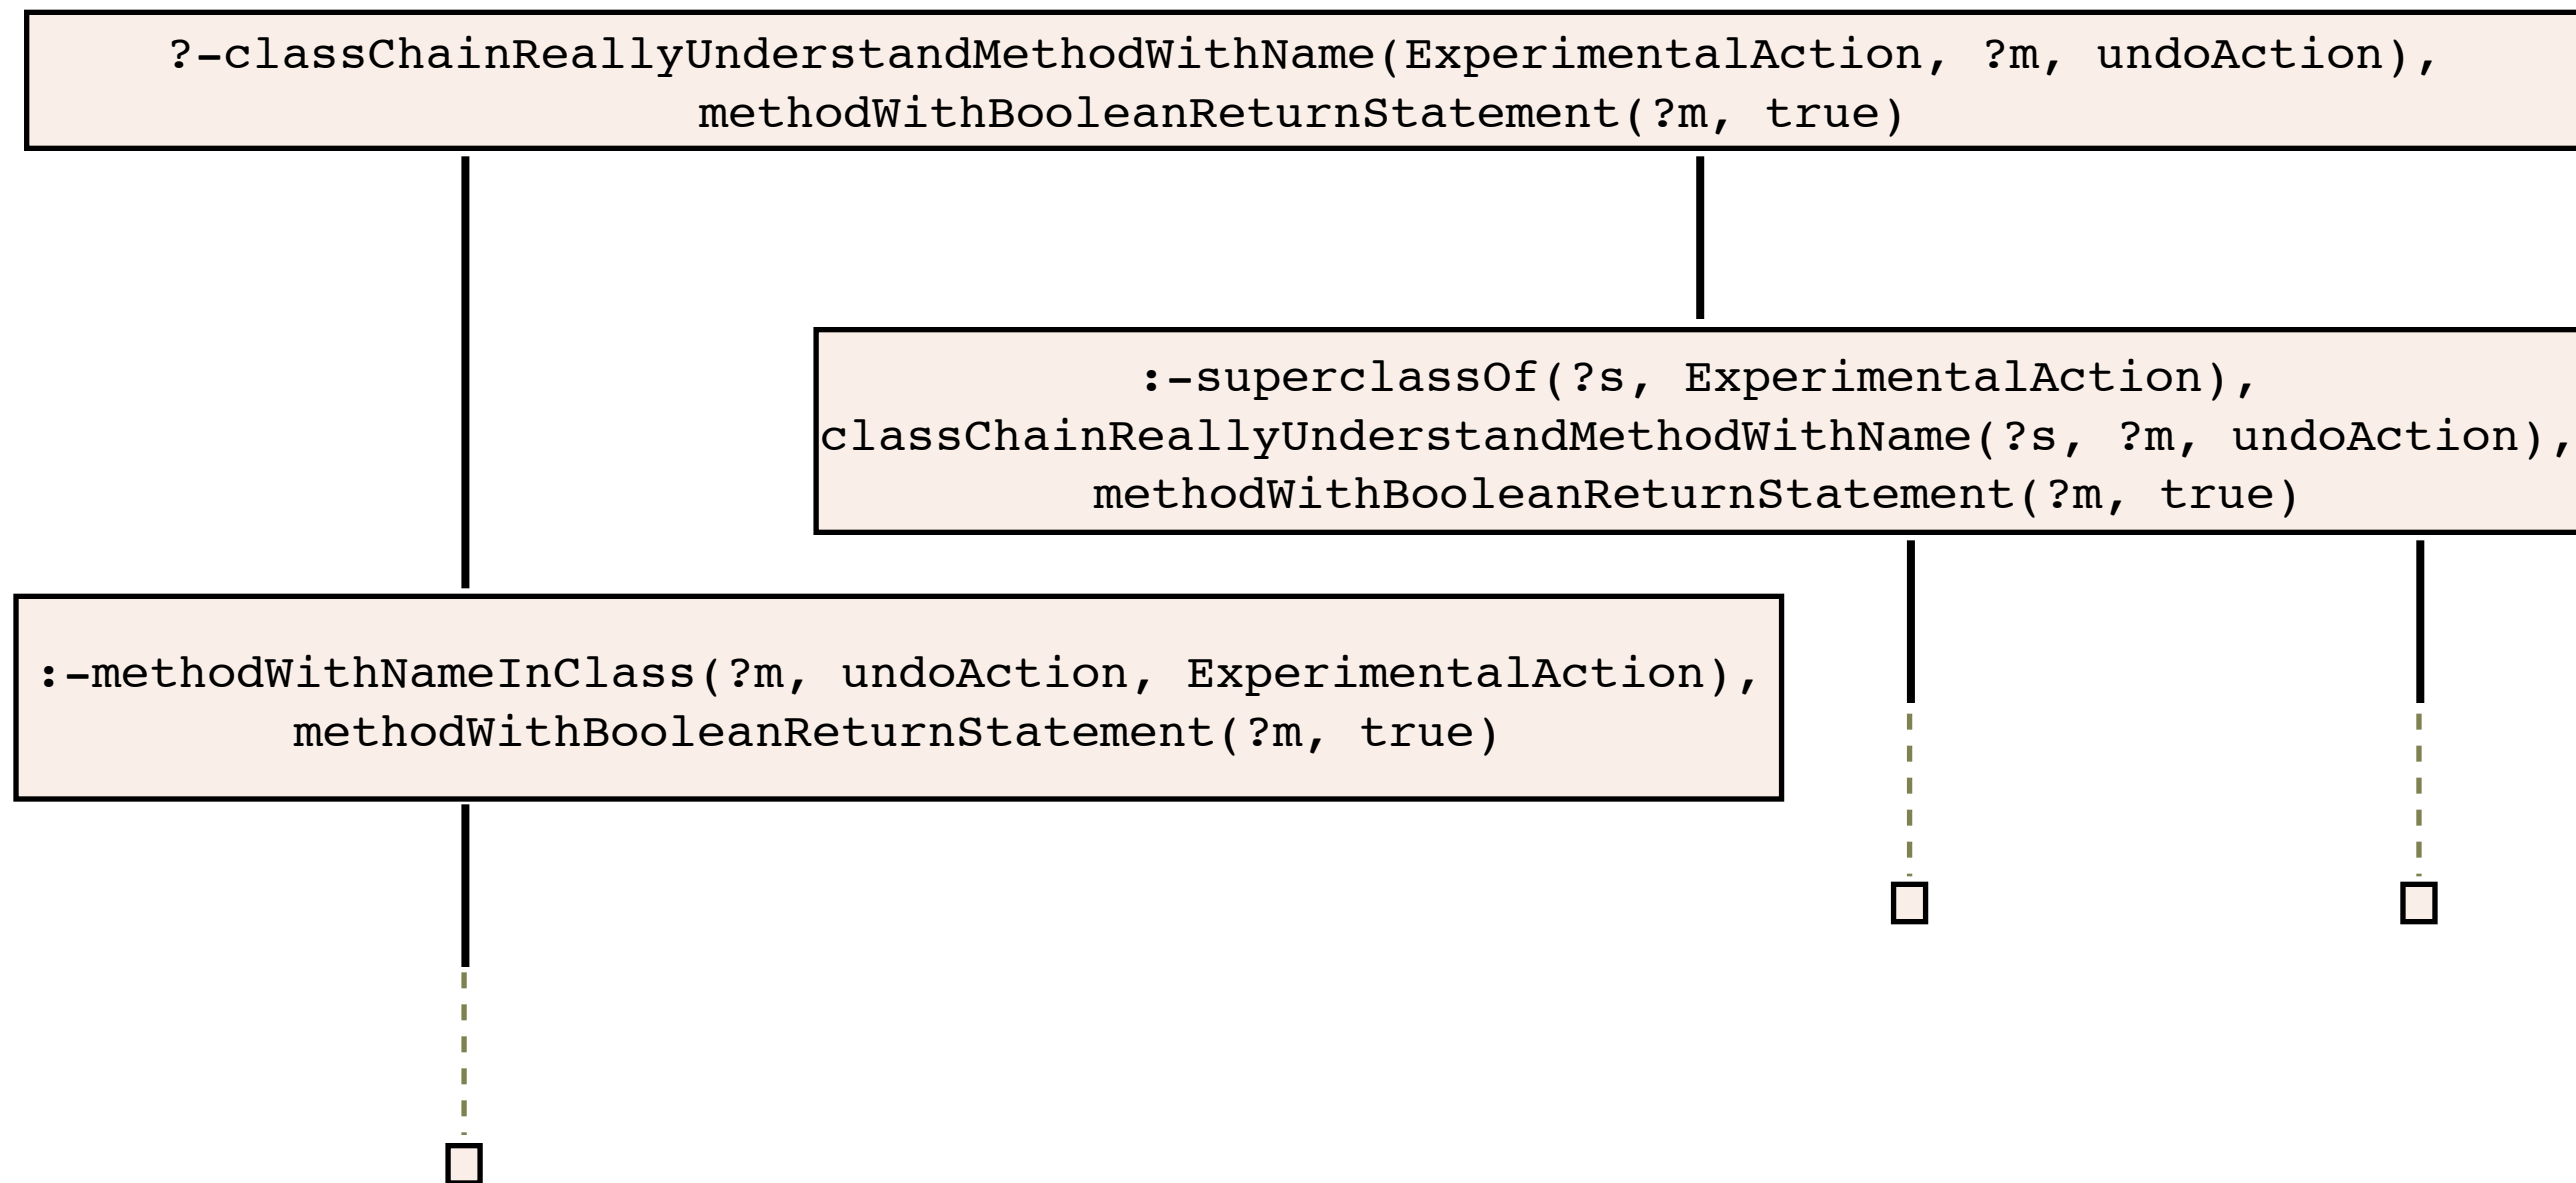 ?-classChainReallyUnderstandMethodWithName(ExperimentalAction, ?m, undoAction),
methodWithBooleanReturnStatement(?m, true)
:-superclassOf(?s, ExperimentalAction),
classChainReallyUnderstandMethodWithName(?s, ?m, undoAction),
methodWithBooleanReturnStatement(?m, true)
:-methodWithNameInClass(?m, undoAction, ExperimentalAction),
methodWithBooleanReturnStatement(?m, true)